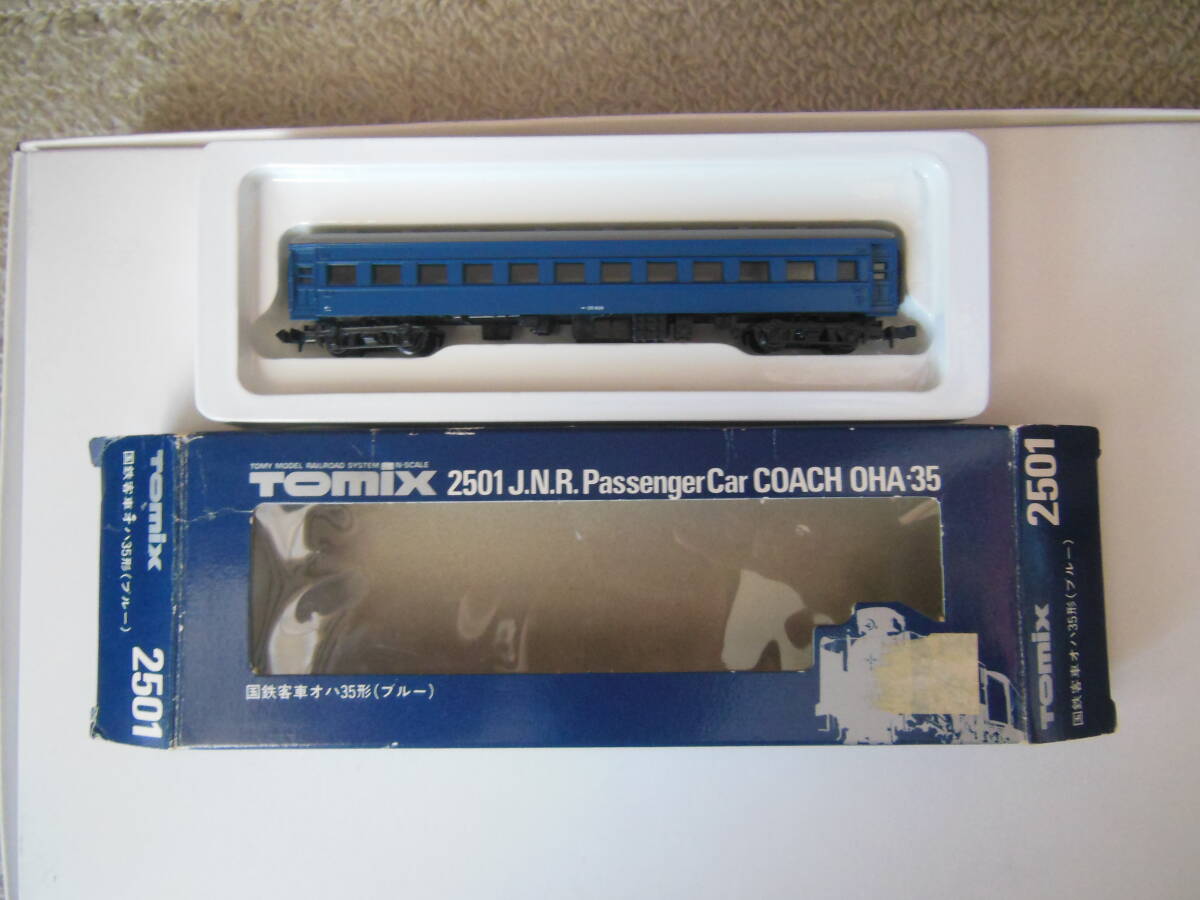 TOMY MODEL RAILROAD SYSTEM N-SCALE
TOMIX 2501 J.N.R. Passenger Car COACH OHA·35
国鉄客車オハ35形(ブルー)
TOMIX 2501
国鉄客車オハ35形(ブルー)
2501 TOMIX
国鉄客車オハ35形(ブルー)